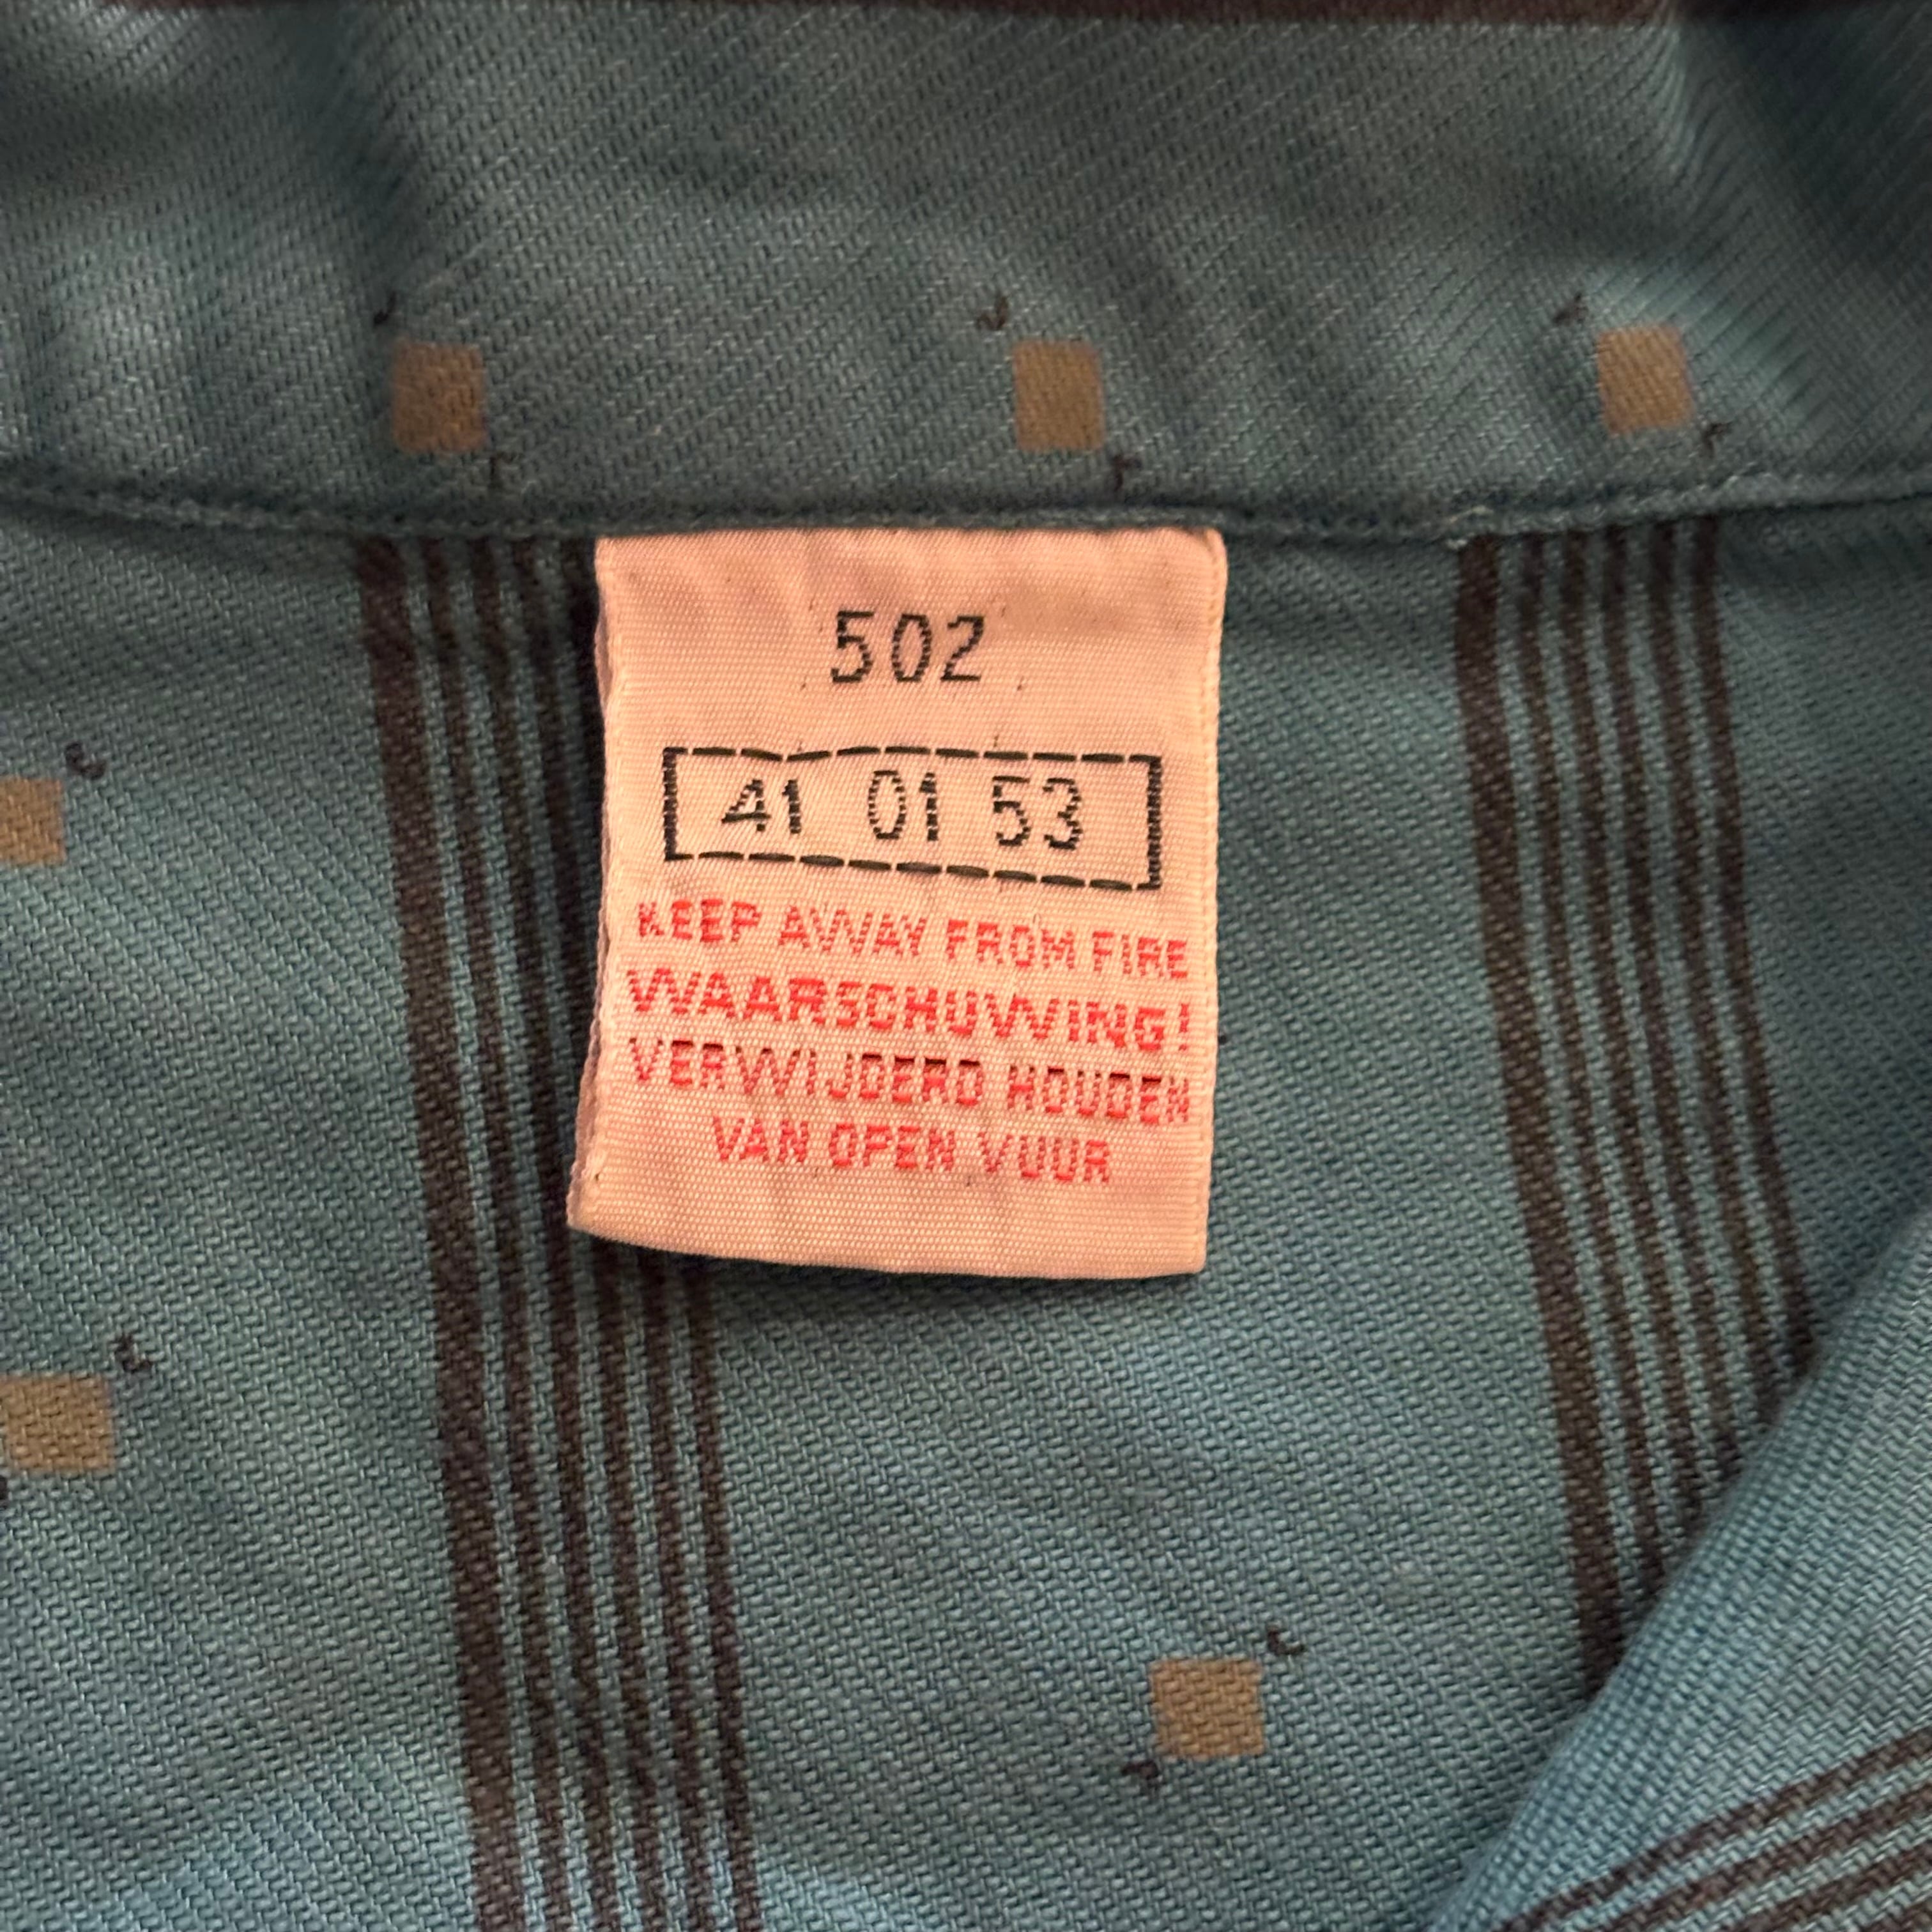 502
41 01 53
KEEP AWAY FROM FIRE
WAARSCHUWING!
VERWIJDERD HOUDEN
VAN OPEN VUUR